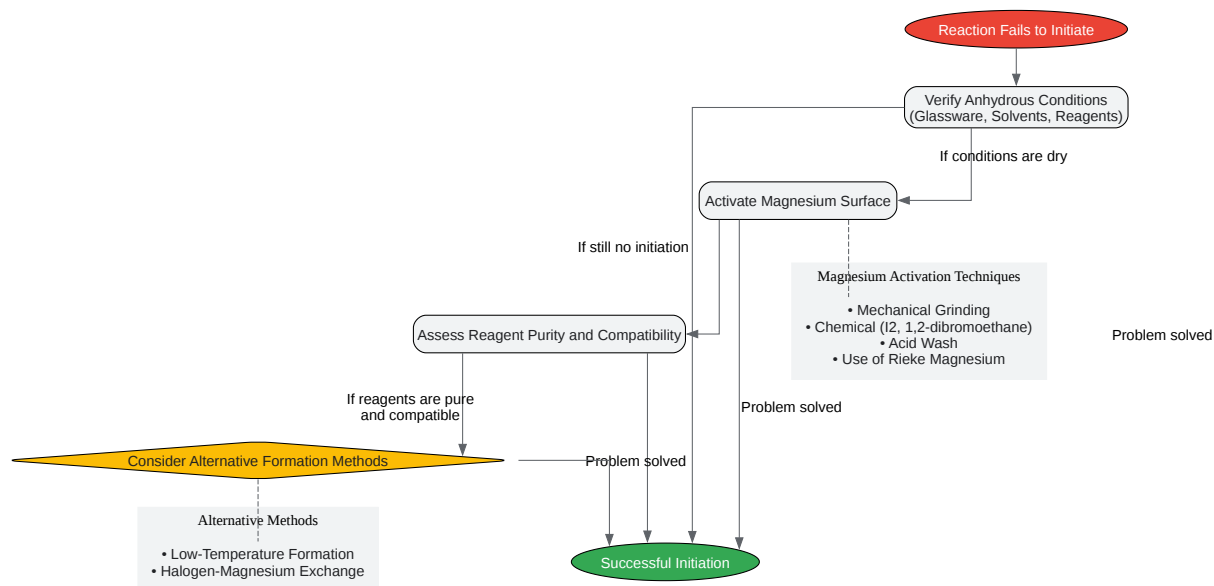 Reaction Fails to Initiate
Verify Anhydrous Conditions
(Glassware, Solvents, Reagents)
If conditions are dry
Activate Magnesium Surface
If still no initiation
Magnesium Activation Techniques
• Mechanical Grinding
• Chemical (I2, 1,2-dibromoethane)
• Acid Wash
• Use of Rieke Magnesium
Problem solved
Assess Reagent Purity and Compatibility
If reagents are pure
and compatible
Problem solved
Consider Alternative Formation Methods
Problem solved
Alternative Methods
• Low-Temperature Formation
• Halogen-Magnesium Exchange
Successful Initiation